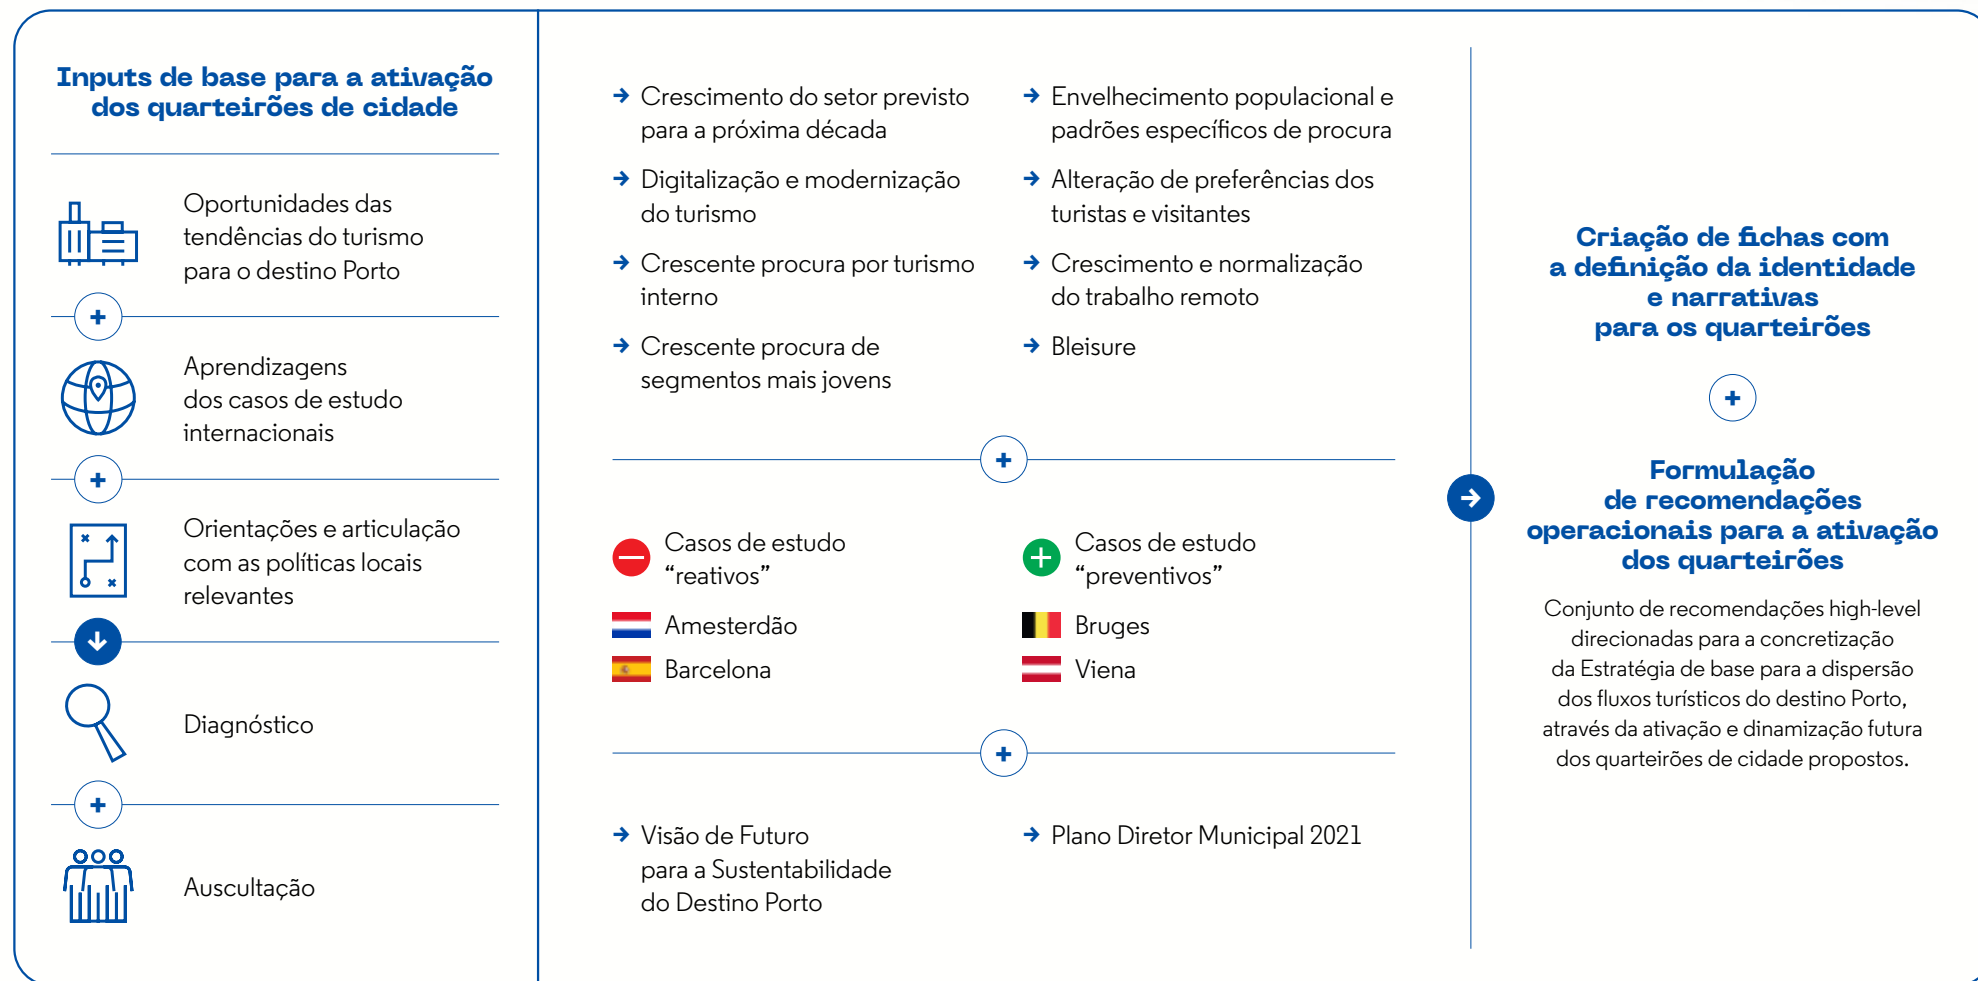 Inputs de base para a ativação
dos quarteirões de cidade
Oportunidades das
tendências do turismo
para o destino Porto
Aprendizagens
dos casos de estudo
internacionais
Orientações e articulação
com as políticas locais
relevantes
Diagnóstico
Auscultação
Crescimento do setor previsto
para a próxima década
Digitalização e modernização
do turismo
Crescente procura por turismo
interno
Crescente procura de
segmentos mais jovens
Envelhecimento populacional e
padrões específicos de procura
Alteração de preferências dos
turistas e visitantes
Crescimento e normalização
do trabalho remoto
Bleisure
Casos de estudo
“reativos”
Amesterdão
Barcelona
Casos de estudo
“preventivos”
Bruges
Viena
Visão de Futuro
para a Sustentabilidade
do Destino Porto
Plano Diretor Municipal 2021
Criação de fichas com
a definição da identidade
e narrativas
para os quarteirões
Formulação
de recomendações
operacionais para a ativação
dos quarteirões
Conjunto de recomendações high-level
direcionadas para a concretização
da Estratégia de base para a dispersão
dos fluxos turísticos do destino Porto,
através da ativação e dinamização futura
dos quarteirões de cidade propostos.